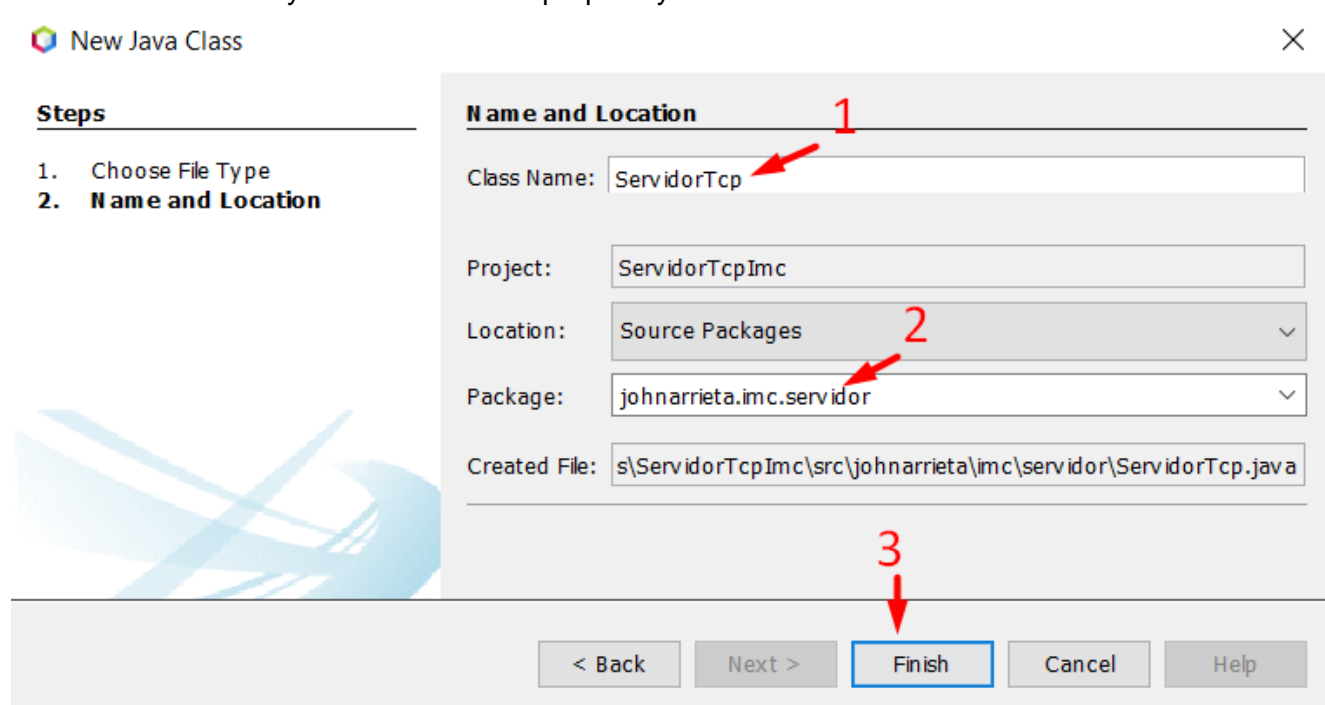 New Java Class
Steps
1. Choose File Type
2. Name and Location
Name and Location
1
Class Name: ServidorTcp
Project: ServidorTcpImc
Location: Source Packages
2
Package: johnarrieta.imc.servidor
Created File: s\ServidorTcpImc\src\johnarrieta\imc\servidor\ServidorTcp.java
3
< Back Next > Finish Cancel Help